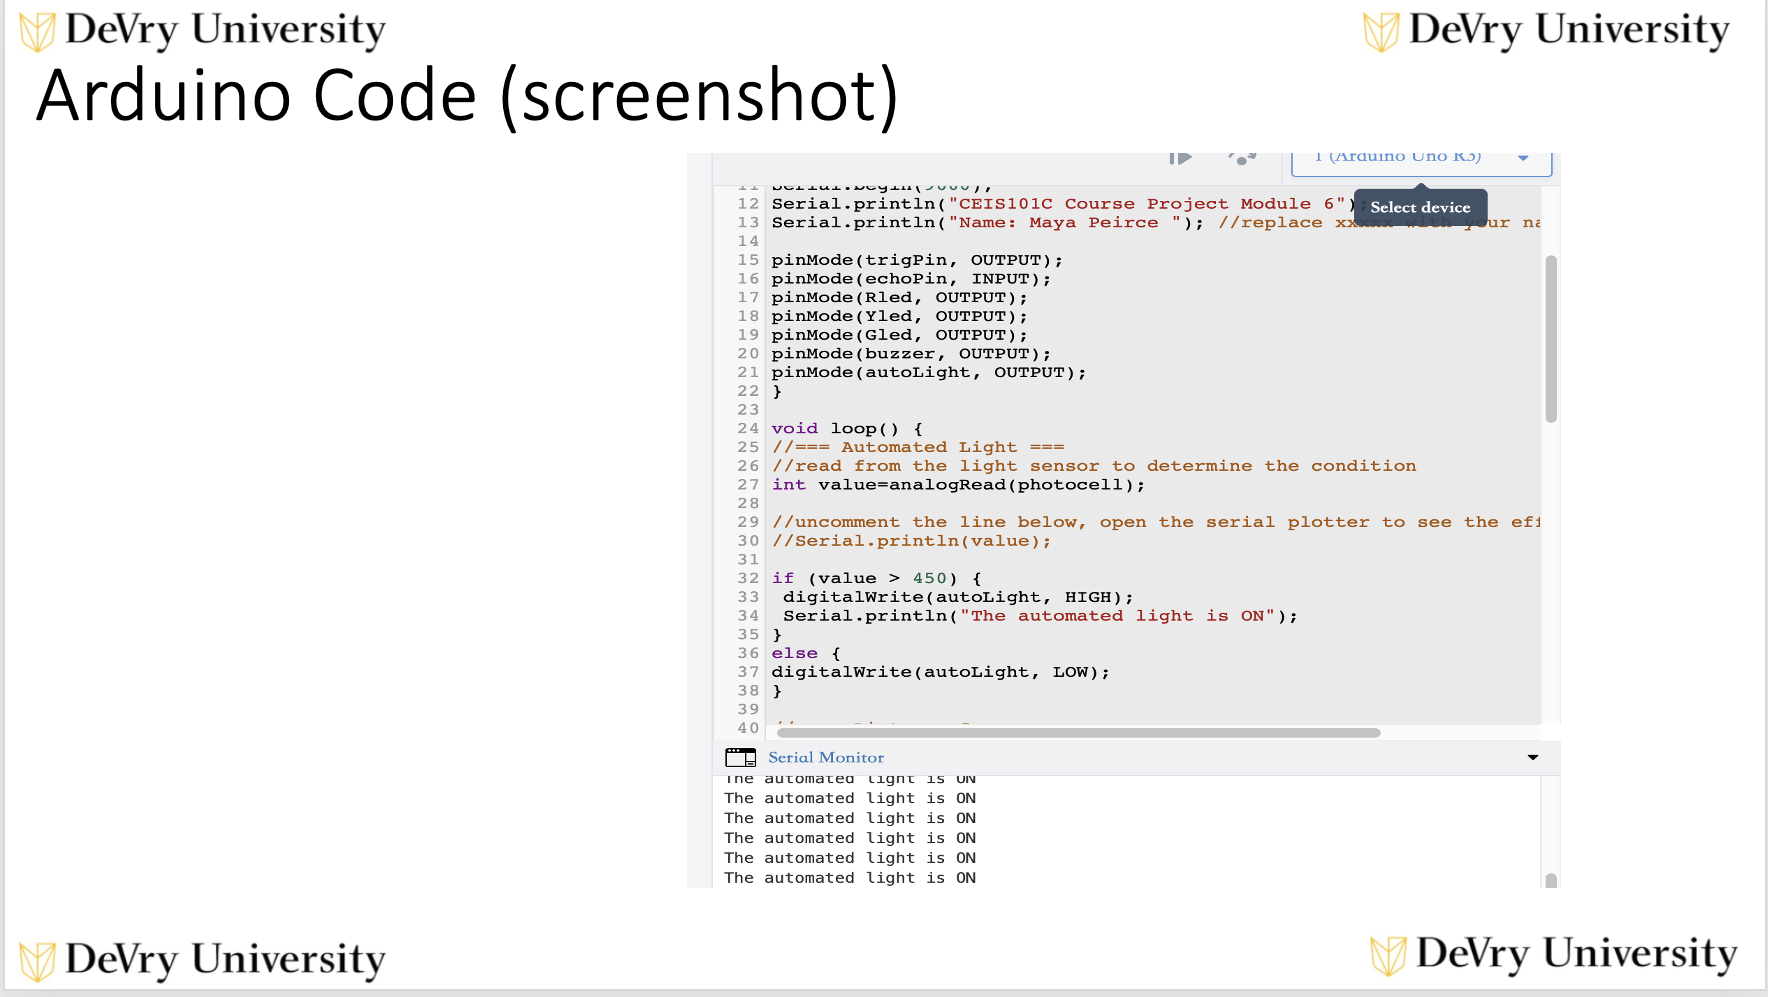 DeVry University
DeVry University
Arduino Code (screenshot)
1 (Arduino Uno R3)
Select device
11 Serial.begin(9600);
12 Serial.println("CEIS101C Course Project Module 6");
13 Serial.println("Name: Maya Peirce "); //replace xxxxx with your na
14
15 pinMode(trigPin, OUTPUT);
16 pinMode(echoPin, INPUT);
17 pinMode(Rled, OUTPUT);
18 pinMode(Yled, OUTPUT);
19 pinMode(Gled, OUTPUT);
20 pinMode(buzzer, OUTPUT);
21 pinMode(autoLight, OUTPUT);
22 }
23
24 void loop() {
25 //=== Automated Light ===
26 //read from the light sensor to determine the condition
27 int value=analogRead(photocell);
28
29 //uncomment the line below, open the serial plotter to see the eff
30 //Serial.println(value);
31
32 if (value > 450) {
33 digitalWrite(autoLight, HIGH);
34 Serial.println("The automated light is ON");
35 }
36 else {
37 digitalWrite(autoLight, LOW);
38 }
39
40
Serial Monitor
The automated light is ON
The automated light is ON
The automated light is ON
The automated light is ON
The automated light is ON
The automated light is ON
DeVry University
DeVry University